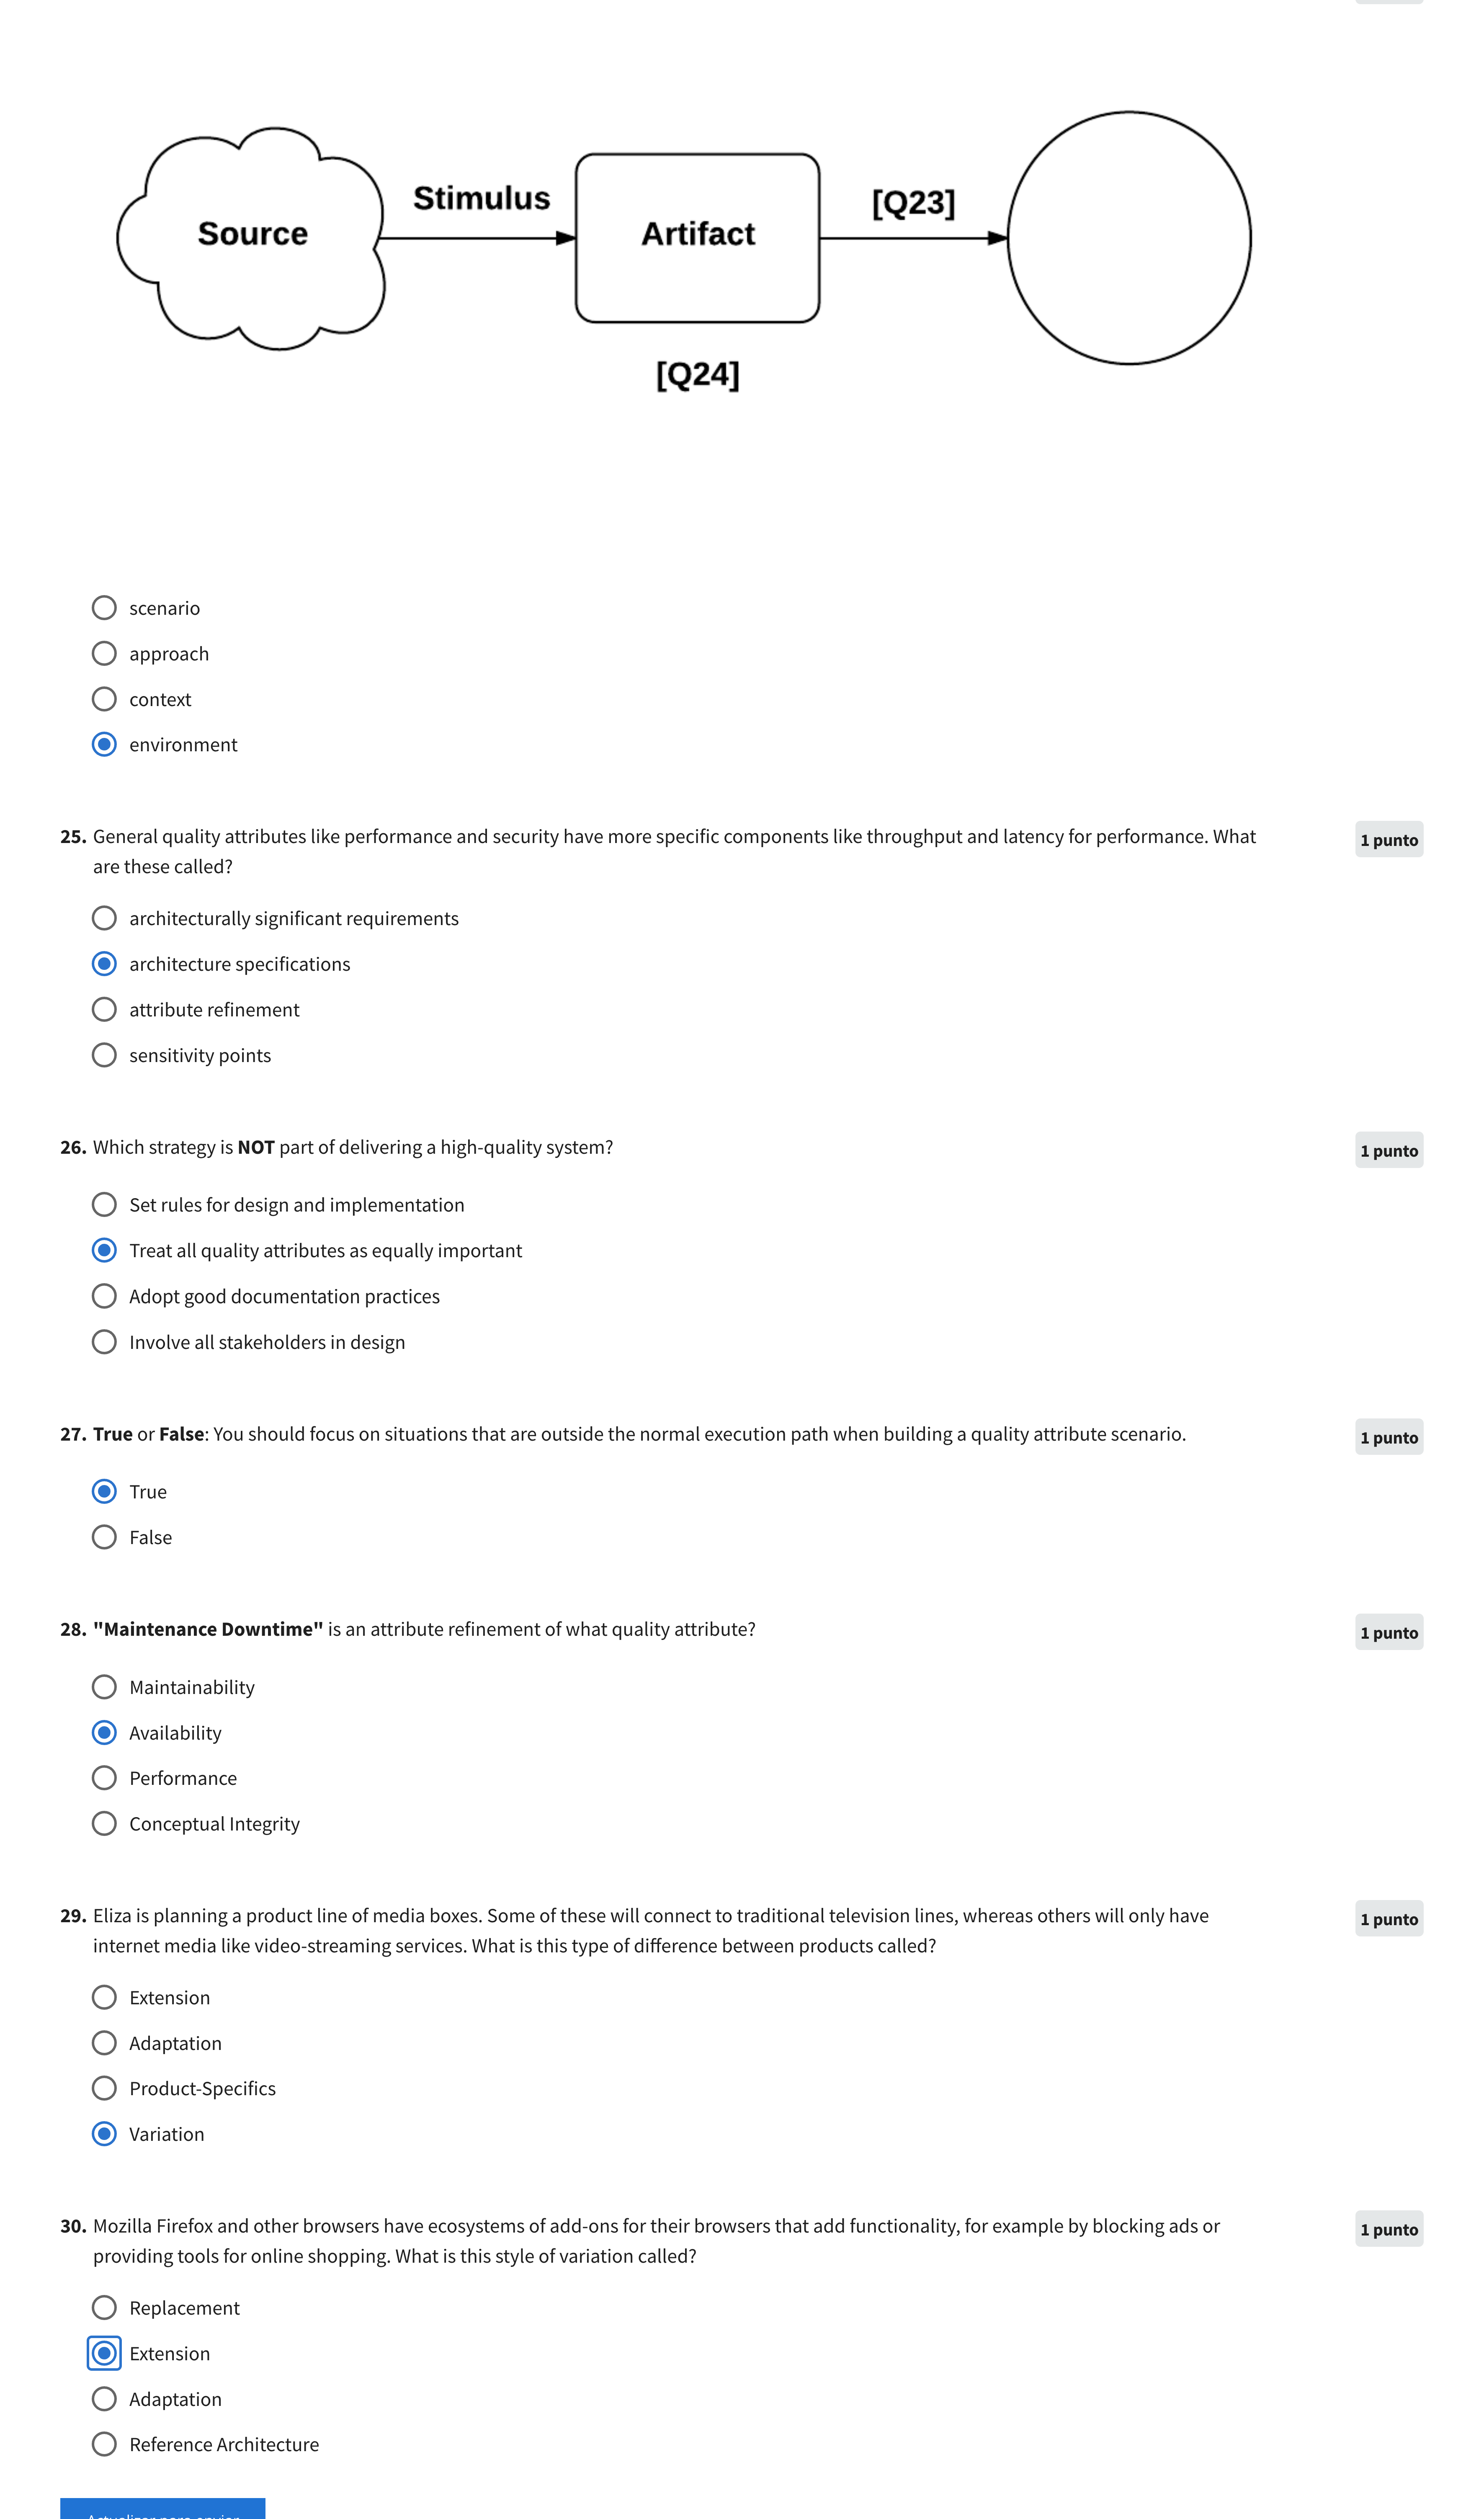 Source
Stimulus
Artifact
[Q23]
[Q24]
scenario
approach
context
environment
25. General quality attributes like performance and security have more specific components like throughput and latency for performance. What
are these called?
1 punto
architecturally significant requirements
architecture specifications
attribute refinement
sensitivity points
26. Which strategy is NOT part of delivering a high-quality system?
1 punto
Set rules for design and implementation
Treat all quality attributes as equally important
Adopt good documentation practices
Involve all stakeholders in design
27. True or False: You should focus on situations that are outside the normal execution path when building a quality attribute scenario.
1 punto
True
False
28. "Maintenance Downtime" is an attribute refinement of what quality attribute?
1 punto
Maintainability
Availability
Performance
Conceptual Integrity
29. Eliza is planning a product line of media boxes. Some of these will connect to traditional television lines, whereas others will only have
internet media like video-streaming services. What is this type of difference between products called?
1 punto
Extension
Adaptation
Product-Specifics
Variation
30. Mozilla Firefox and other browsers have ecosystems of add-ons for their browsers that add functionality, for example by blocking ads or
providing tools for online shopping. What is this style of variation called?
1 punto
Replacement
Extension
Adaptation
Reference Architecture